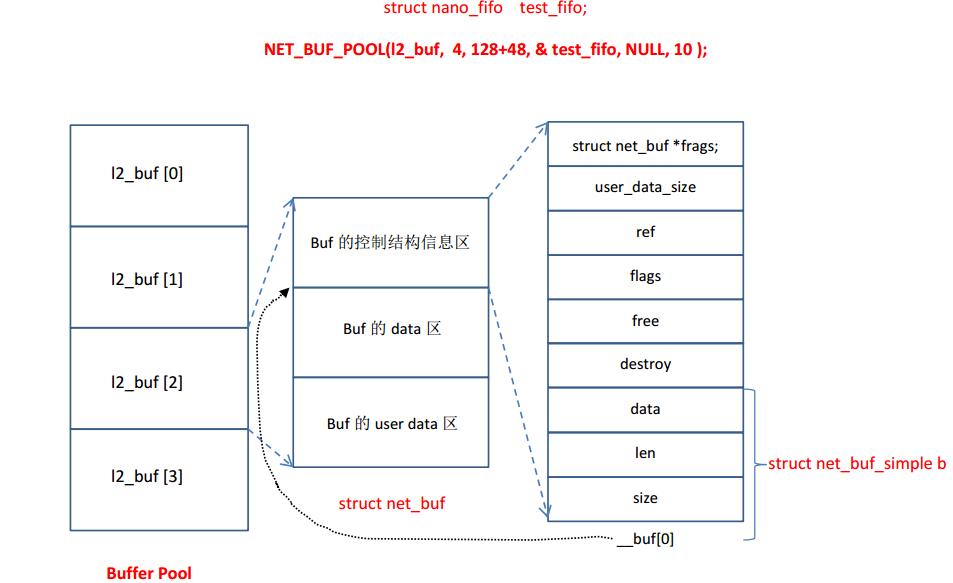 struct nano_fifo test_fifo;
NET_BUF_POOL(l2_buf, 4, 128+48, & test_fifo, NULL, 10 );
l2_buf [0]
l2_buf [1]
l2_buf [2]
l2_buf [3]
Buffer Pool
Buf 的控制结构信息区
Buf 的 data 区
Buf 的 user data 区
struct net_buf
struct net_buf *frags;
user_data_size
ref
flags
free
destroy
data
len
size
__buf[0]
struct net_buf_simple b